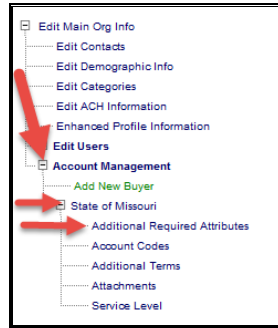 Edit Main Org Info
Edit Contacts
Edit Demographic Info
Edit Categories
Edit ACH Information
Enhanced Profile Information
Edit Users
Account Management
Add New Buyer
State of Missouri
Additional Required Attributes
Account Codes
Additional Terms
Attachments
Service Level